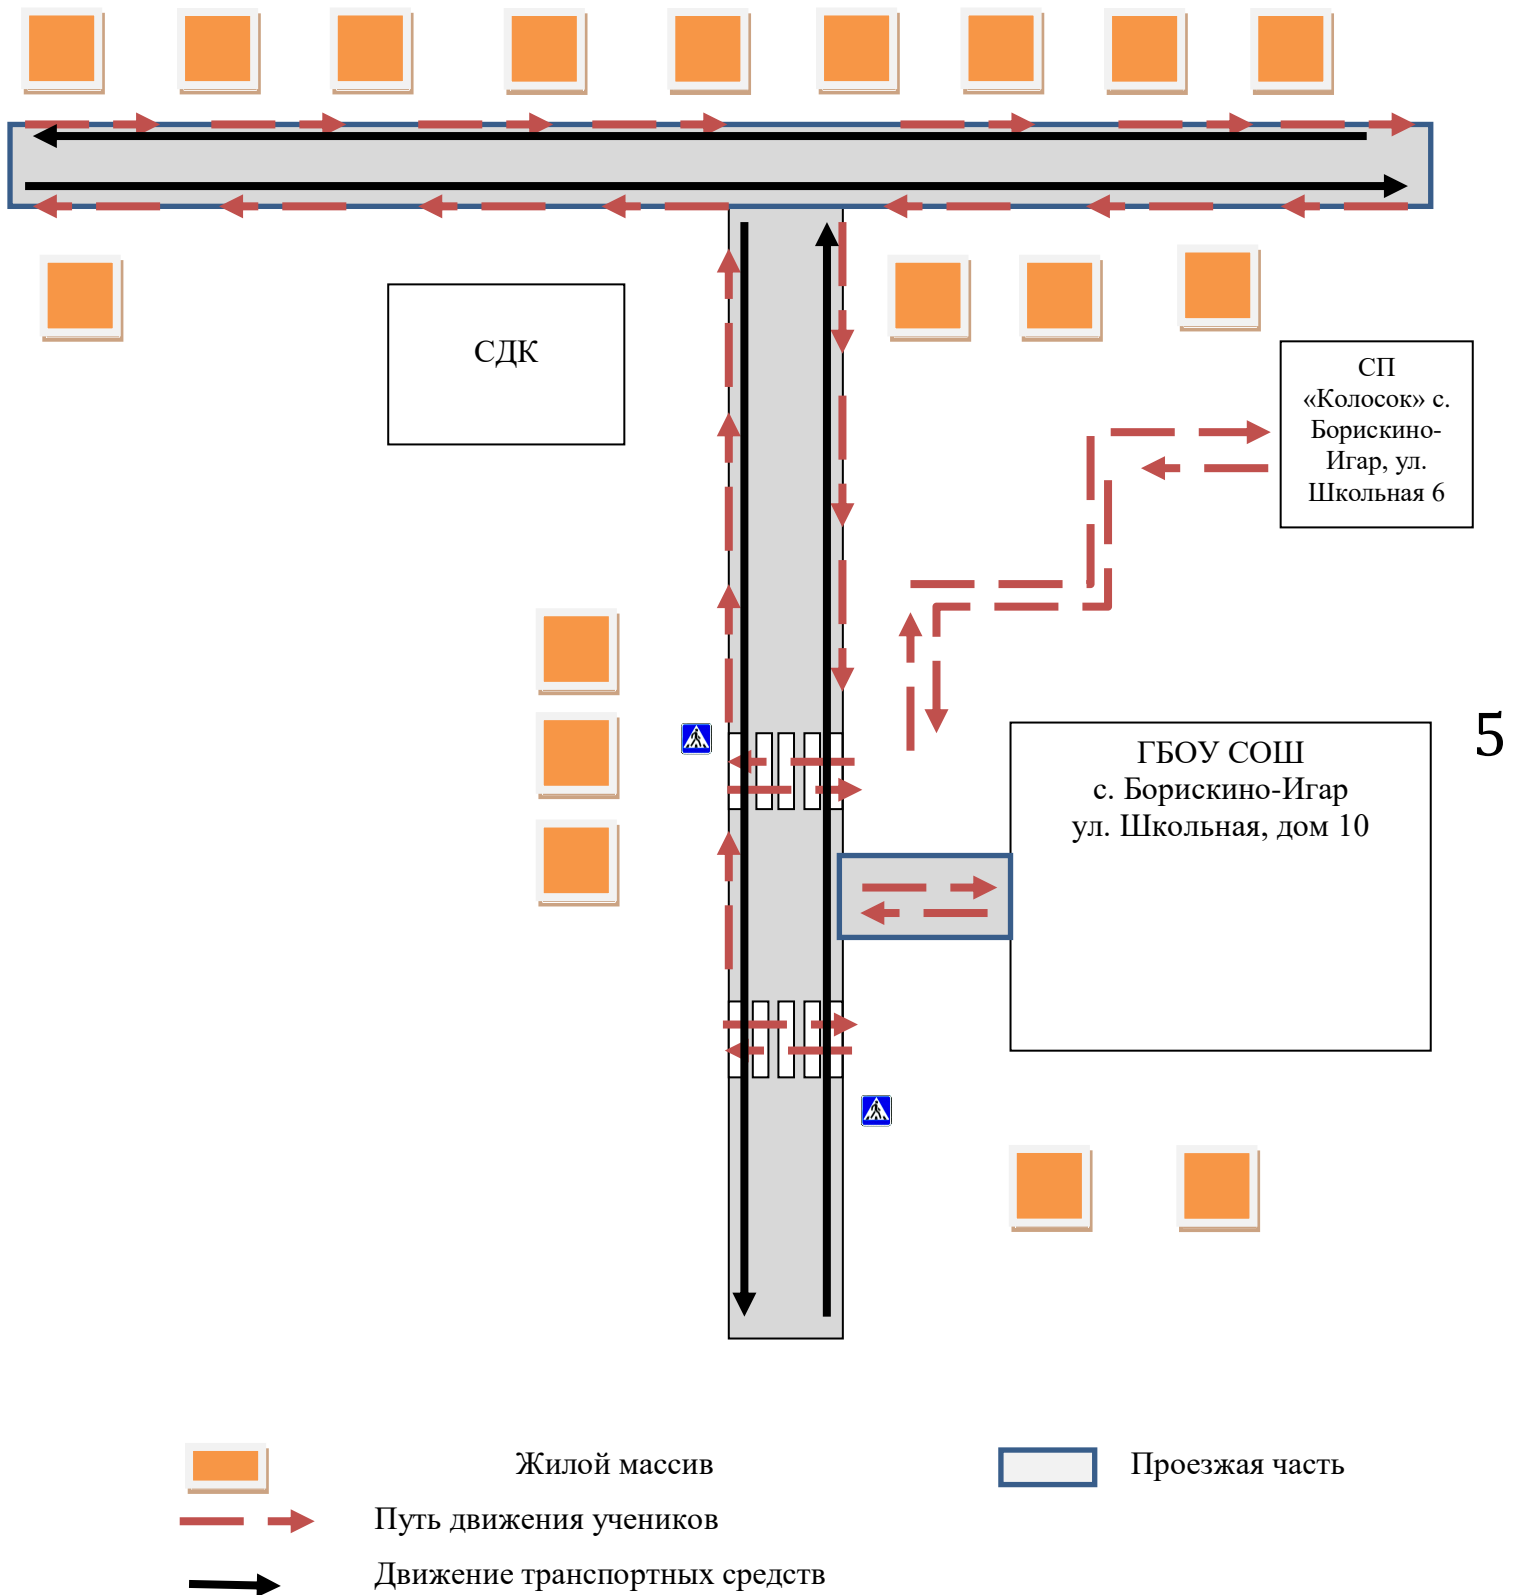 СДК
СП
«Колосок» с.
Борискино-
Игар, ул.
Школьная 6
5
ГБОУ СОШ
с. Борискино-Игар
ул. Школьная, дом 10
Жилой массив
Проезжая часть
Путь движения учеников
Движение транспортных средств